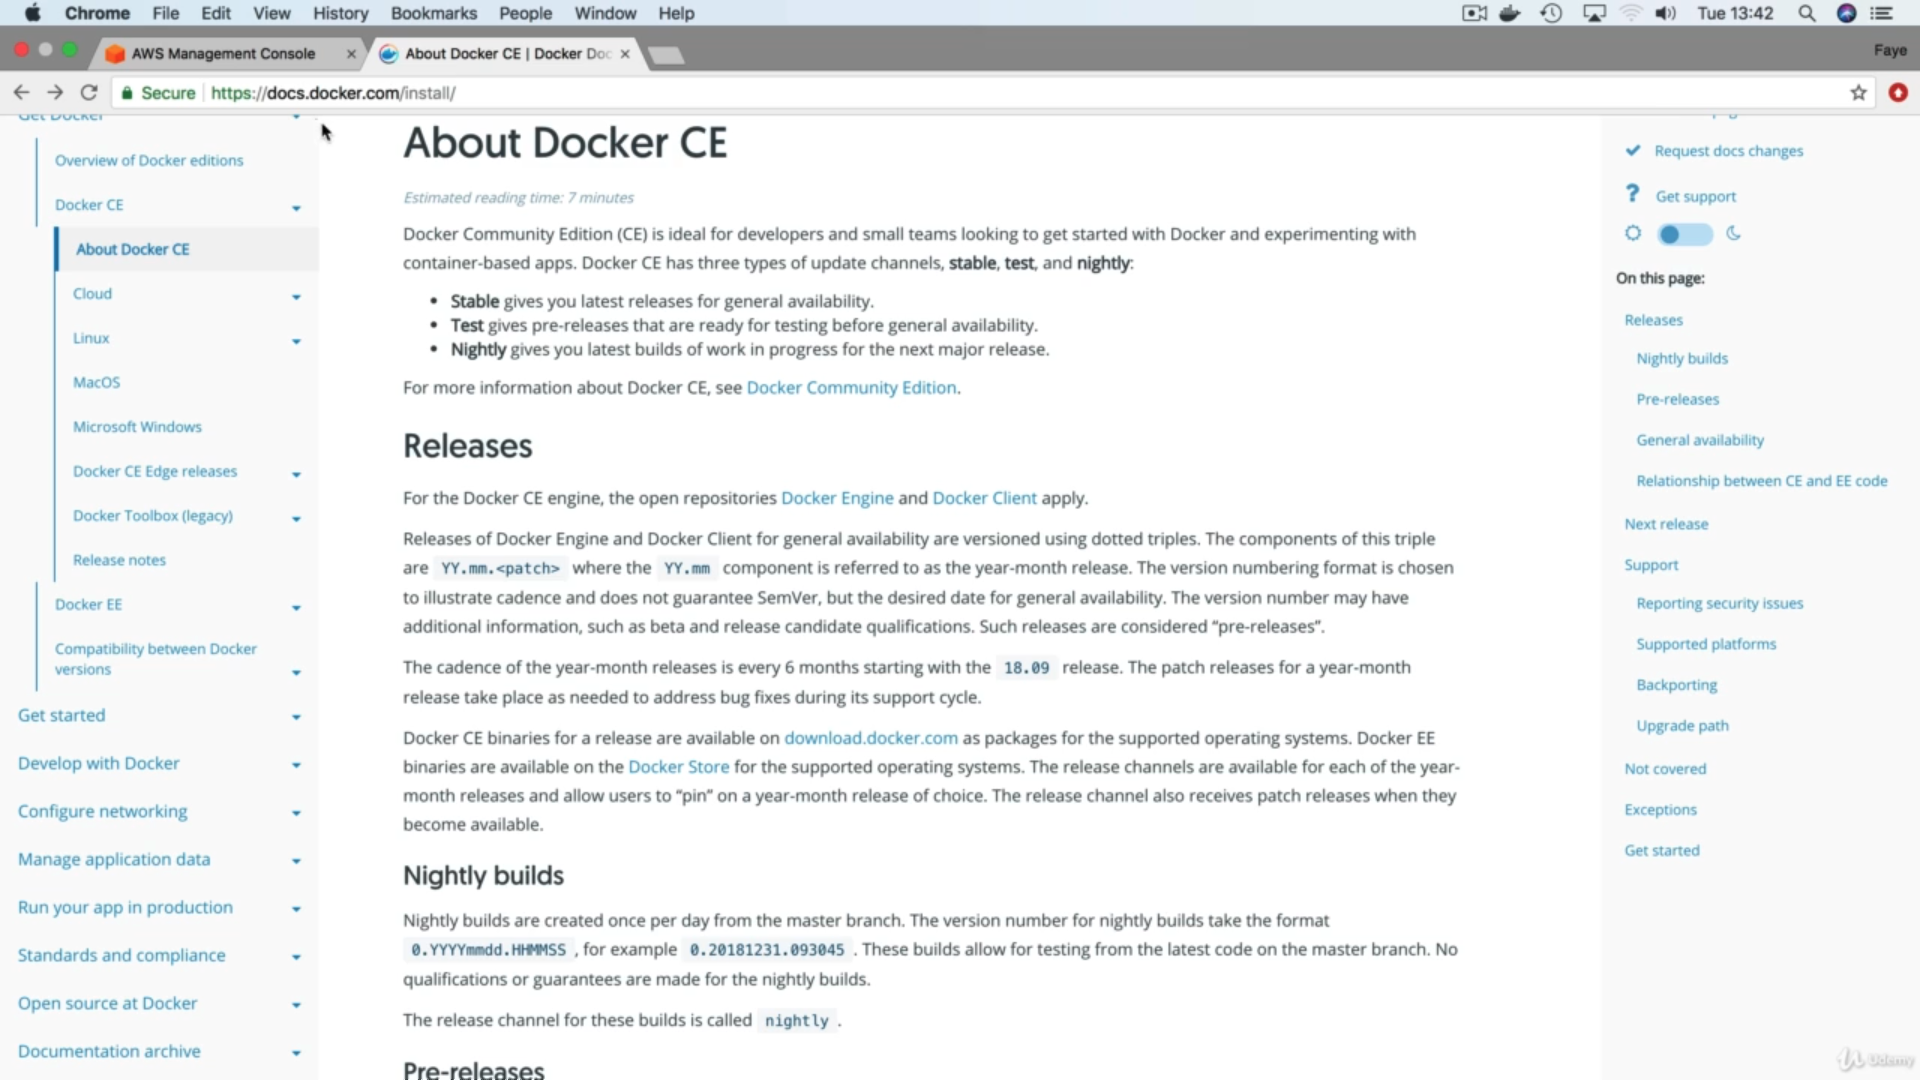 Chrome File Edit View History Bookmarks People Window Help Tue 13:42
AWS Management Console × About Docker CE | Docker Doc × Faye
Secure https://docs.docker.com/install/
Get Docker
Overview of Docker editions
Docker CE
About Docker CE
Cloud
Linux
MacOS
Microsoft Windows
Docker CE Edge releases
Docker Toolbox (legacy)
Release notes
Docker EE
Compatibility between Docker
versions
Get started
Develop with Docker
Configure networking
Manage application data
Run your app in production
Standards and compliance
Open source at Docker
Documentation archive
About Docker CE
Estimated reading time: 7 minutes
Docker Community Edition (CE) is ideal for developers and small teams looking to get started with Docker and experimenting with
container-based apps. Docker CE has three types of update channels, stable, test, and nightly:
• Stable gives you latest releases for general availability.
• Test gives pre-releases that are ready for testing before general availability.
• Nightly gives you latest builds of work in progress for the next major release.
For more information about Docker CE, see Docker Community Edition.
Releases
For the Docker CE engine, the open repositories Docker Engine and Docker Client apply.
Releases of Docker Engine and Docker Client for general availability are versioned using dotted triples. The components of this triple
are YY.mm.<patch> where the YY.mm component is referred to as the year-month release. The version numbering format is chosen
to illustrate cadence and does not guarantee SemVer, but the desired date for general availability. The version number may have
additional information, such as beta and release candidate qualifications. Such releases are considered “pre-releases”.
The cadence of the year-month releases is every 6 months starting with the 18.09 release. The patch releases for a year-month
release take place as needed to address bug fixes during its support cycle.
Docker CE binaries for a release are available on download.docker.com as packages for the supported operating systems. Docker EE
binaries are available on the Docker Store for the supported operating systems. The release channels are available for each of the year-
month releases and allow users to “pin” on a year-month release of choice. The release channel also receives patch releases when they
become available.
Nightly builds
Nightly builds are created once per day from the master branch. The version number for nightly builds take the format
0.YYYYmmdd.HHMMSS , for example 0.20181231.093045 . These builds allow for testing from the latest code on the master branch. No
qualifications or guarantees are made for the nightly builds.
The release channel for these builds is called nightly .
Pre-releases
Request docs changes
Get support
On this page:
Releases
Nightly builds
Pre-releases
General availability
Relationship between CE and EE code
Next release
Support
Reporting security issues
Supported platforms
Backporting
Upgrade path
Not covered
Exceptions
Get started
Udemy